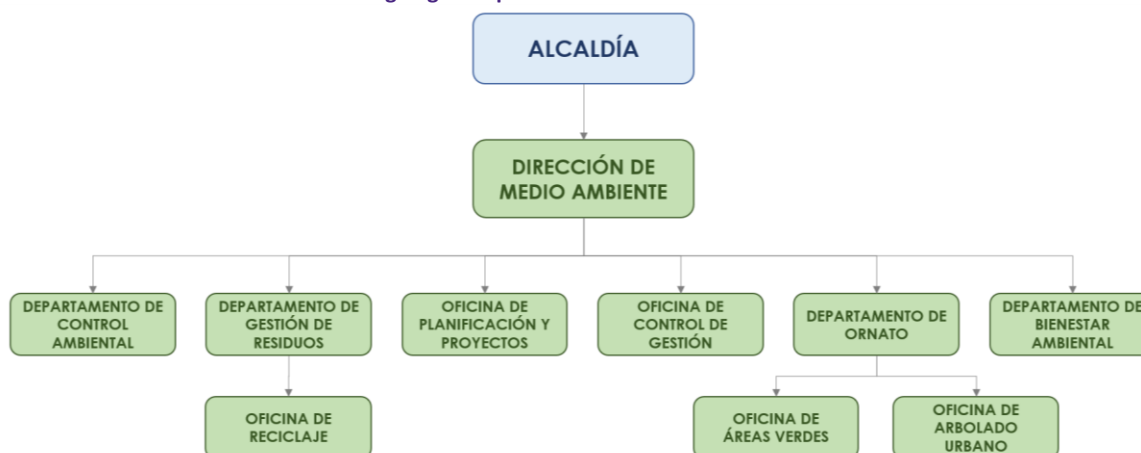 ALCALDÍA
DIRECCIÓN DE
MEDIO AMBIENTE
DEPARTAMENTO DE
CONTROL
AMBIENTAL
DEPARTAMENTO DE
GESTIÓN DE
RESIDUOS
OFICINA DE
PLANIFICACIÓN Y
PROYECTOS
OFICINA DE
CONTROL DE
GESTIÓN
DEPARTAMENTO DE
ORNATO
DEPARTAMENTO DE
BIENESTAR
AMBIENTAL
OFICINA DE
RECICLAJE
OFICINA DE
ÁREAS VERDES
OFICINA DE
ARBOLADO
URBANO